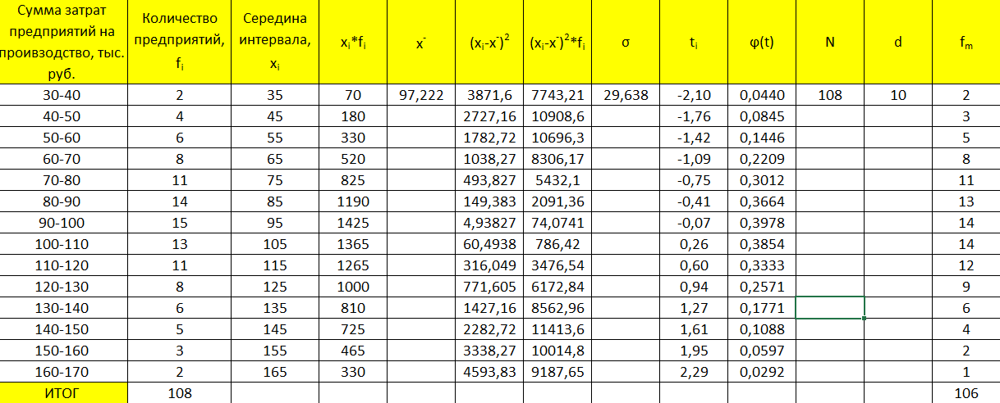 Сумма затрат предприятий на проивзодство, тыс. руб. | Количество предприятий, fi | Середина интервала, xi | xi*fi | x- | (xi-x-)2 | (xi-x-)2*fi | σ | ti | φ(t) | N | d | fm
30-40 | 2 | 35 | 70 | 97,222 | 3871,6 | 7743,21 | 29,638 | -2,10 | 0,0440 | 108 | 10 | 2
40-50 | 4 | 45 | 180 | | 2727,16 | 10908,6 | | -1,76 | 0,0845 | | | 3
50-60 | 6 | 55 | 330 | | 1782,72 | 10696,3 | | -1,42 | 0,1446 | | | 5
60-70 | 8 | 65 | 520 | | 1038,27 | 8306,17 | | -1,09 | 0,2209 | | | 8
70-80 | 11 | 75 | 825 | | 493,827 | 5432,1 | | -0,75 | 0,3012 | | | 11
80-90 | 14 | 85 | 1190 | | 149,383 | 2091,36 | | -0,41 | 0,3664 | | | 13
90-100 | 15 | 95 | 1425 | | 4,93827 | 74,0741 | | -0,07 | 0,3978 | | | 14
100-110 | 13 | 105 | 1365 | | 60,4938 | 786,42 | | 0,26 | 0,3854 | | | 14
110-120 | 11 | 115 | 1265 | | 316,049 | 3476,54 | | 0,60 | 0,3333 | | | 12
120-130 | 8 | 125 | 1000 | | 771,605 | 6172,84 | | 0,94 | 0,2571 | | | 9
130-140 | 6 | 135 | 810 | | 1427,16 | 8562,96 | | 1,27 | 0,1771 | | | 6
140-150 | 5 | 145 | 725 | | 2282,72 | 11413,6 | | 1,61 | 0,1088 | | | 4
150-160 | 3 | 155 | 465 | | 3338,27 | 10014,8 | | 1,95 | 0,0597 | | | 2
160-170 | 2 | 165 | 330 | | 4593,83 | 9187,65 | | 2,29 | 0,0292 | | | 1
ИТОГ | 108 | | | | | | | | | | | 106